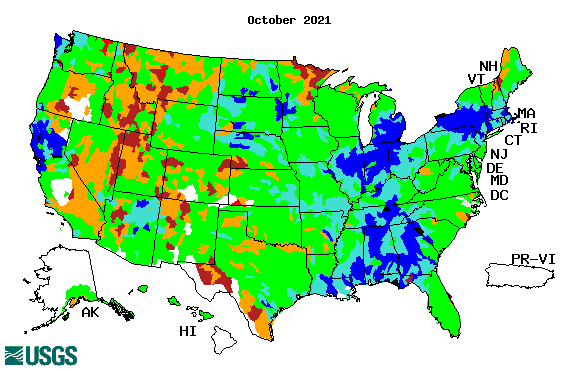 October 2021
NH
VT
MA
RI
CT
NJ
DE
MD
DC
PR-VI
AK
HI
USGS